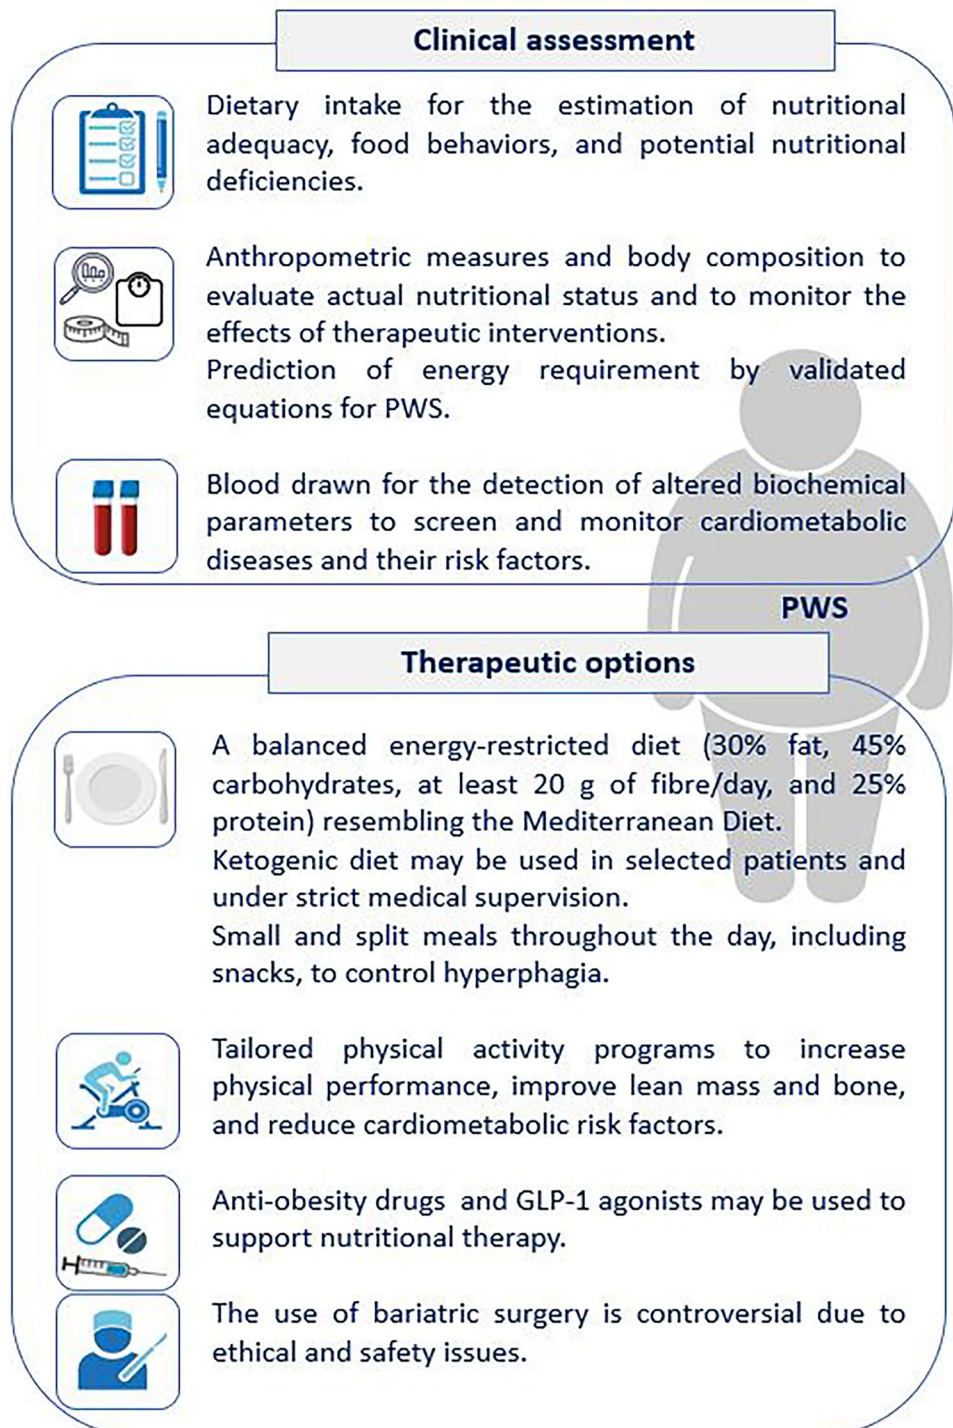 Clinical assessment
Dietary intake for the estimation of nutritional
adequacy, food behaviors, and potential nutritional
deficiencies.
Anthropometric measures and body composition to
evaluate actual nutritional status and to monitor the
effects of therapeutic interventions.
Prediction of energy requirement by validated
equations for PWS.
Blood drawn for the detection of altered biochemical
parameters to screen and monitor cardiometabolic
diseases and their risk factors.
PWS
Therapeutic options
A balanced energy-restricted diet (30% fat, 45%
carbohydrates, at least 20 g of fibre/day, and 25%
protein) resembling the Mediterranean Diet.
Ketogenic diet may be used in selected patients and
under strict medical supervision.
Small and split meals throughout the day, including
snacks, to control hyperphagia.
Tailored physical activity programs to increase
physical performance, improve lean mass and bone,
and reduce cardiometabolic risk factors.
Anti-obesity drugs and GLP-1 agonists may be used to
support nutritional therapy.
The use of bariatric surgery is controversial due to
ethical and safety issues.